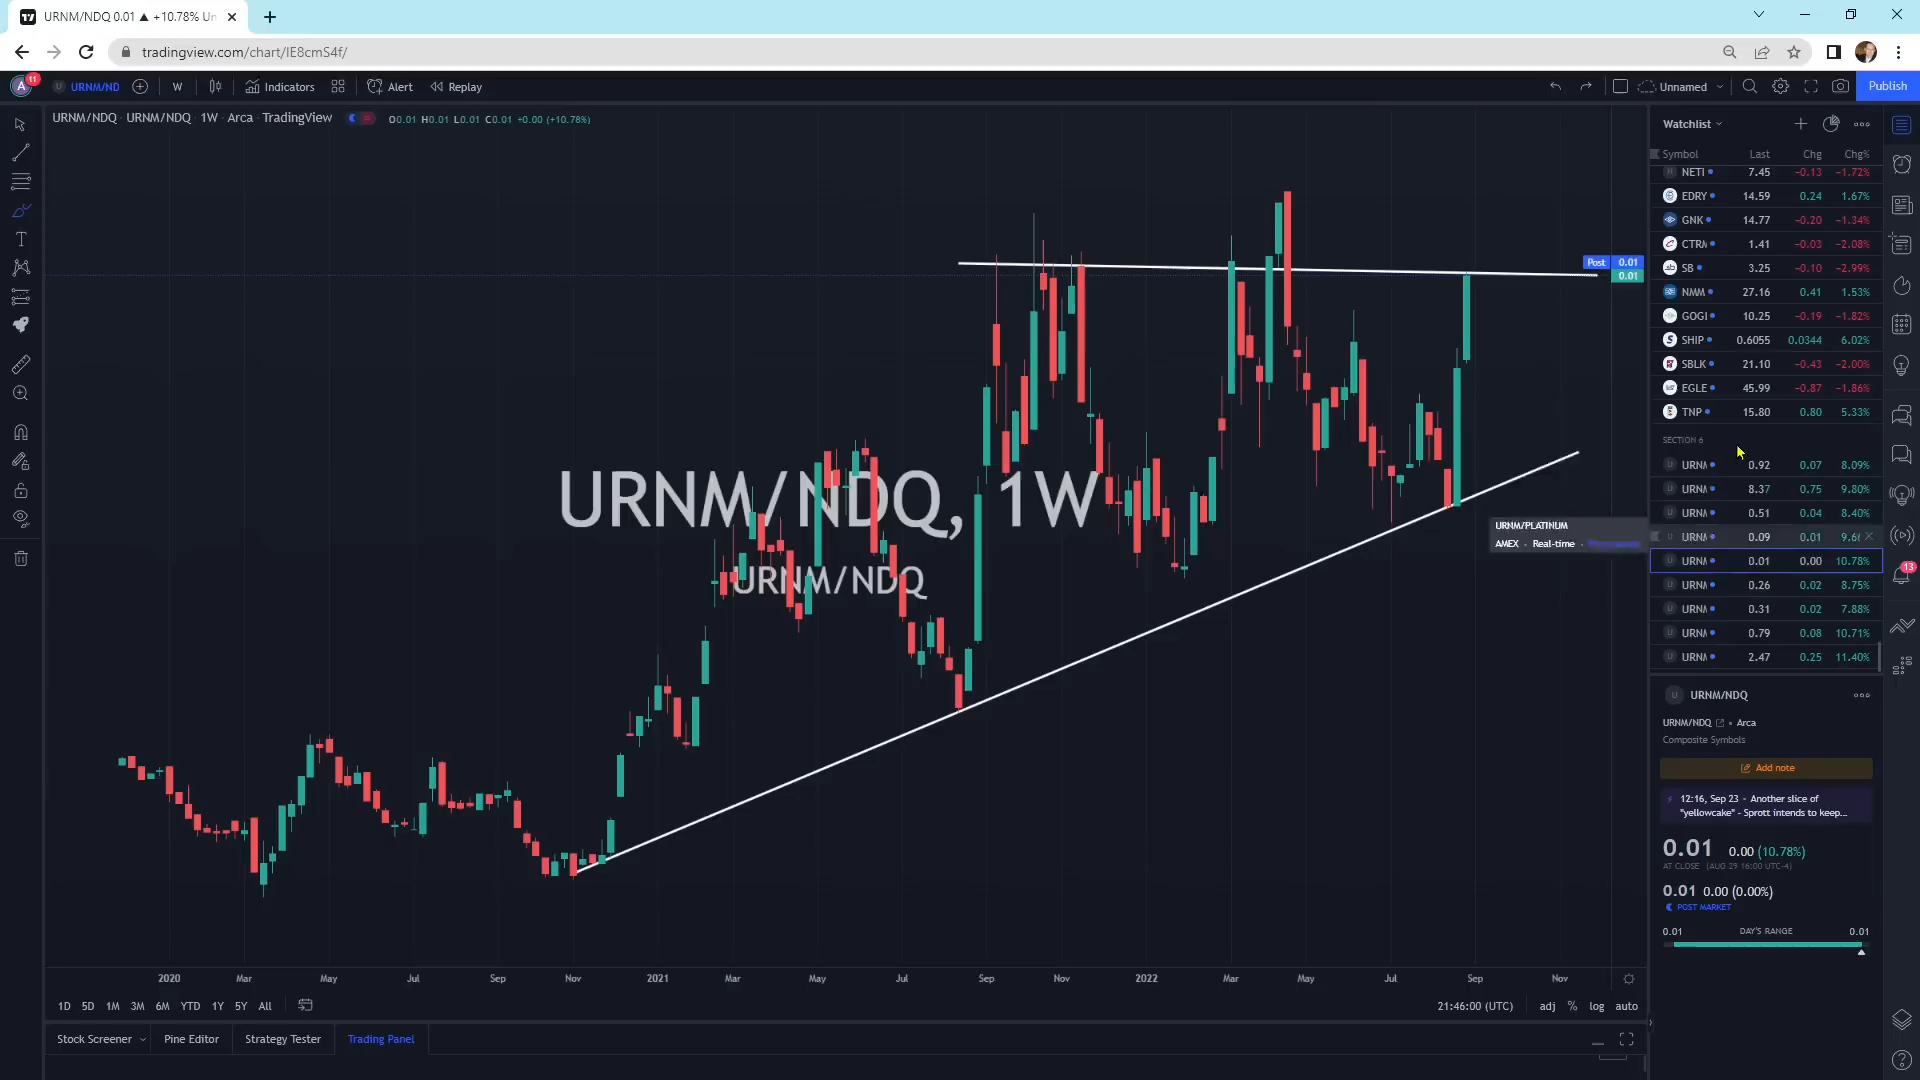 URNM/NDQ 0.01 ▲ +10.78% Un
tradingview.com/chart/IE8cmS4f/
A 11 URNM/ND W Indicators Alert Replay Unnamed Publish
URNM/NDQ · URNM/NDQ · 1W · Arca · TradingView O0.01 H0.01 L0.01 C0.01 +0.00 (+10.78%)
Watchlist
Symbol Last Chg Chg%
NETI 7.45 −0.13 −1.72%
EDRY 14.59 0.24 1.67%
GNK 14.77 −0.20 −1.34%
CTRM 1.41 −0.03 −2.08%
SB 3.25 −0.10 −2.99%
NMM 27.16 0.41 1.53%
GOGI 10.25 −0.19 −1.82%
SHIP 0.6055 0.0344 6.02%
SBLK 21.10 −0.43 −2.00%
EGLE 45.99 −0.87 −1.86%
TNP 15.80 0.80 5.33%
SECTION 6
URNM 0.92 0.07 8.09%
URNM 8.37 0.75 9.80%
URNM 0.51 0.04 8.40%
URNM 0.09 0.01 9.6
URNM 0.01 0.00 10.78%
URNM 0.26 0.02 8.75%
URNM 0.31 0.02 7.88%
URNM 0.79 0.08 10.71%
URNM 2.47 0.25 11.40%
Post 0.01
0.01
URNM/NDQ, 1W
URNM/NDQ
URNM/PLATINUM
AMEX · Real-time ·
13
URNM/NDQ
URNM/NDQ · Arca
Composite Symbols
Add note
12:16, Sep 23 - Another slice of
"yellowcake" - Sprott intends to keep...
0.01 0.00 (10.78%)
AT CLOSE (AUG 29 16:00 UTC-4)
0.01 0.00 (0.00%)
POST MARKET
0.01 DAY'S RANGE 0.01
2020 Mar May Jul Sep Nov 2021 Mar May Jul Sep Nov 2022 Mar May Jul Sep Nov
1D 5D 1M 3M 6M YTD 1Y 5Y All 21:46:00 (UTC) adj % log auto
Stock Screener Pine Editor Strategy Tester Trading Panel